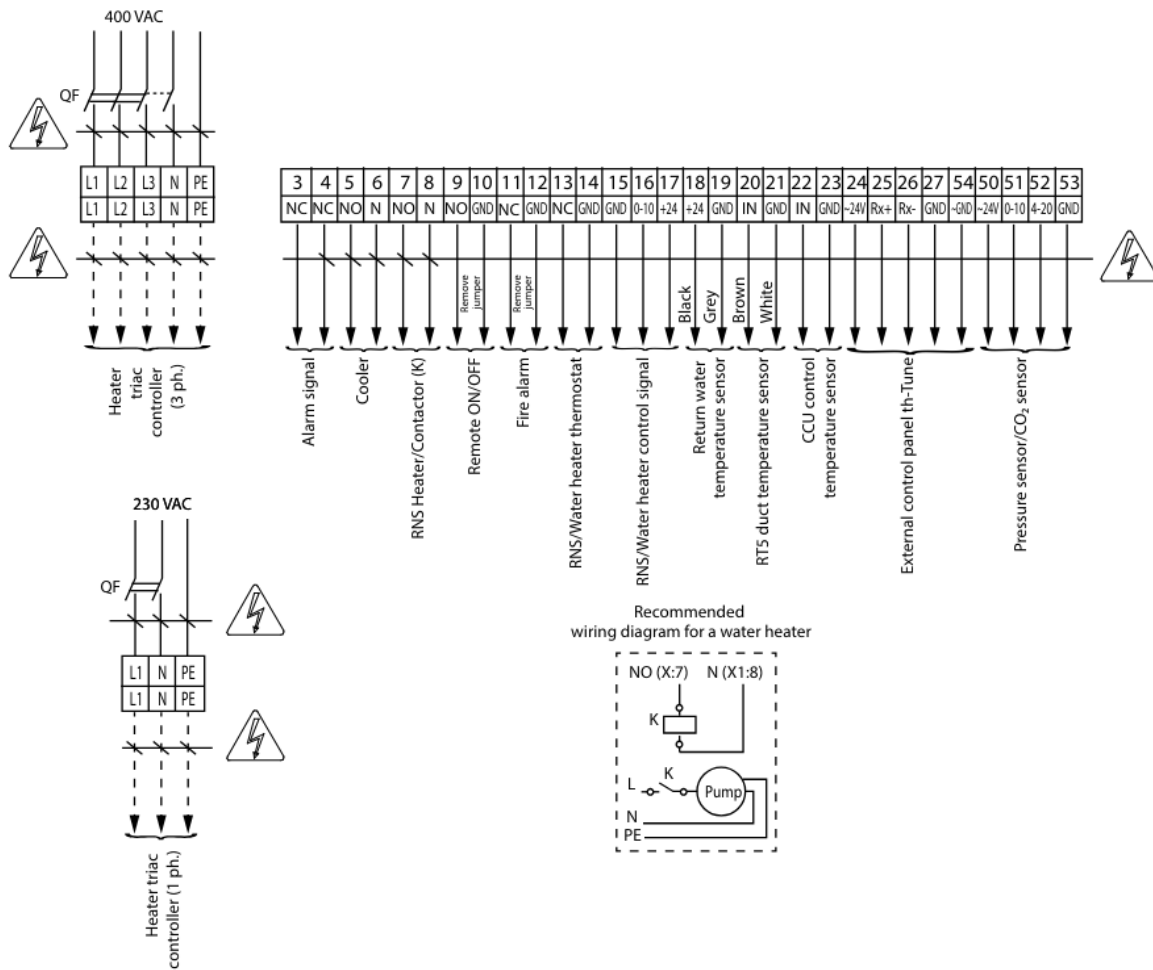 400 VAC
QF
L1 L2 L3 N PE
L1 L2 L3 N PE
Heater
triac
controller
(3 ph.)
3 4 5 6 7 8 9 10 11 12 13 14 15 16 17 18 19 20 21 22 23 24 25 26 27 54 50 51 52 53
NC NC NO N NO N NO GND NC GND NC GND GND 0-10 +24 +24 GND IN GND IN GND ~24V Rx+ Rx- GND ~GND ~24V 0-10 4-20 GND
Remove
jumper
Remove
jumper
Black
Grey
Brown
White
Alarm signal
Cooler
RNS Heater/Contactor (K)
Remote ON/OFF
Fire alarm
RNS/Water heater thermostat
RNS/Water heater control signal
Return water
temperature sensor
RT5 duct temperature sensor
CCU control
temperature sensor
External control panel th-Tune
Pressure sensor/CO₂ sensor
230 VAC
QF
L1 N PE
L1 N PE
Heater triac
controller (1 ph.)
Recommended
wiring diagram for a water heater
NO (X:7) N (X1:8)
K
K
L
Pump
N
PE